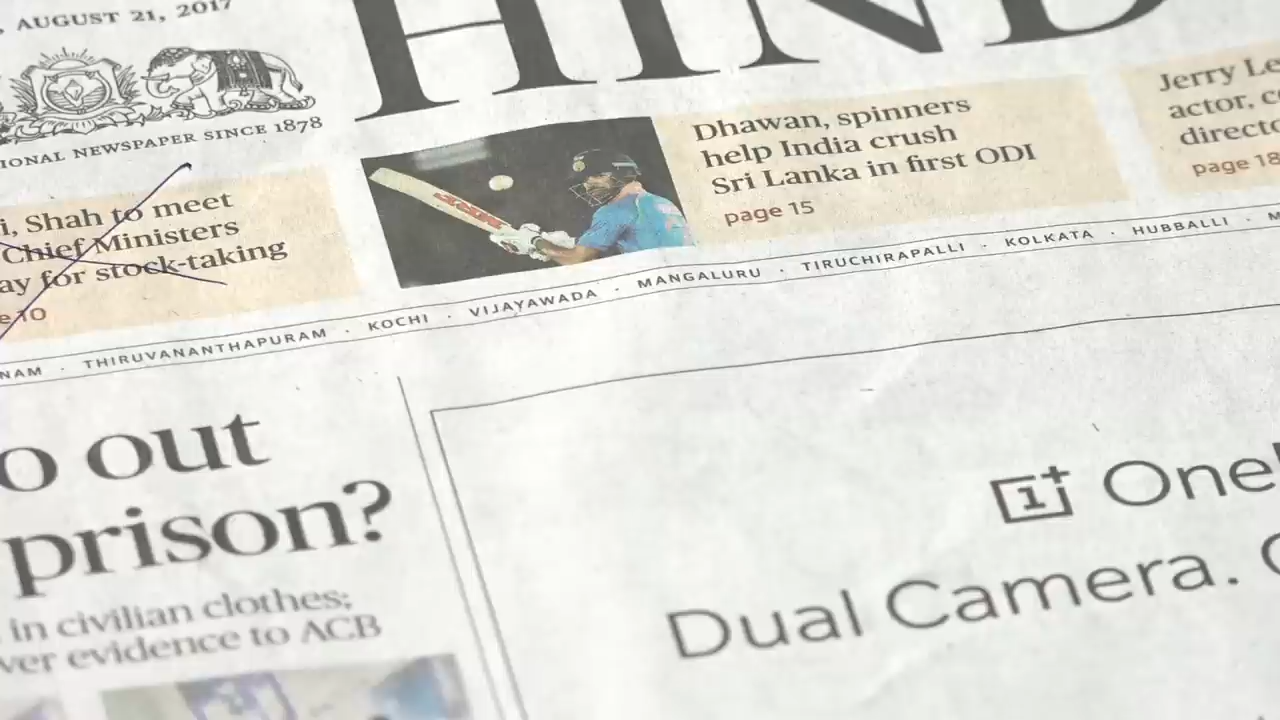 , AUGUST 21, 2017
HIND
IONAL NEWSPAPER SINCE 1878
i, Shah to meet
Chief Ministers
ay for stock-taking
e 10
Dhawan, spinners
help India crush
Sri Lanka in first ODI
page 15
Jerry Le
actor, c
directo
page 18
NAM · THIRUVANANTHAPURAM · KOCHI · VIJAYAWADA · MANGALURU · TIRUCHIRAPALLI · KOLKATA · HUBBALLI · M
o out
prison?
in civilian clothes;
ver evidence to ACB
1+ One
Dual Camera.